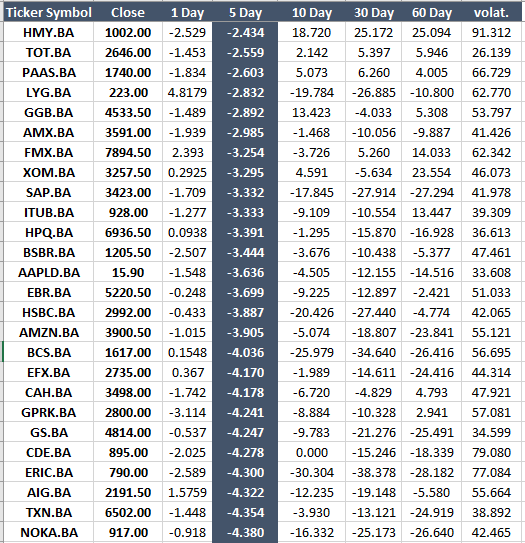 Ticker Symbol Close 1 Day 5 Day 10 Day 30 Day 60 Day volat.
HMY.BA 1002.00 -2.529 -2.434 18.720 25.172 25.094 91.312
TOT.BA 2646.00 -1.453 -2.559 2.142 5.397 5.946 26.139
PAAS.BA 1740.00 -1.834 -2.603 5.073 6.260 4.005 66.729
LYG.BA 223.00 4.8179 -2.832 -19.784 -26.885 -10.800 62.770
GGB.BA 4533.50 -1.489 -2.892 13.423 -4.033 5.308 53.797
AMX.BA 3591.00 -1.939 -2.985 -1.468 -10.056 -9.887 41.426
FMX.BA 7894.50 2.393 -3.254 -3.726 5.260 14.033 62.342
XOM.BA 3257.50 0.2925 -3.295 4.591 -5.634 23.554 46.073
SAP.BA 3423.00 -1.709 -3.332 -17.845 -27.914 -27.294 41.978
ITUB.BA 928.00 -1.277 -3.333 -9.109 -10.554 13.447 39.309
HPQ.BA 6936.50 0.0938 -3.391 -1.295 -15.870 -16.928 36.613
BSBR.BA 1205.50 -2.507 -3.444 -3.676 -10.438 -5.377 47.461
AAPLD.BA 15.90 -1.548 -3.636 -4.505 -12.155 -14.516 33.608
EBR.BA 5220.50 -0.248 -3.699 -9.225 -12.897 -2.421 51.033
HSBC.BA 2992.00 -0.433 -3.887 -20.426 -27.440 -4.774 42.065
AMZN.BA 3900.50 -1.015 -3.905 -5.074 -18.807 -23.841 55.121
BCS.BA 1617.00 0.1548 -4.036 -25.979 -34.640 -26.416 56.695
EFX.BA 2735.00 0.367 -4.170 -1.989 -14.611 -24.416 44.314
CAH.BA 3498.00 -1.742 -4.178 -6.720 -4.829 4.793 47.921
GPRK.BA 2800.00 -3.114 -4.241 -8.884 -10.328 2.941 57.081
GS.BA 4814.00 -0.537 -4.247 -9.783 -21.276 -25.491 34.599
CDE.BA 895.00 -2.025 -4.278 0.000 -15.246 -18.339 79.080
ERIC.BA 790.00 -2.589 -4.300 -30.304 -38.378 -28.182 77.084
AIG.BA 2191.50 1.5759 -4.322 -12.235 -19.148 -5.580 55.664
TXN.BA 6502.00 -1.448 -4.354 -3.930 -13.121 -24.919 38.892
NOKA.BA 917.00 -0.918 -4.380 -16.332 -25.173 -26.640 42.465